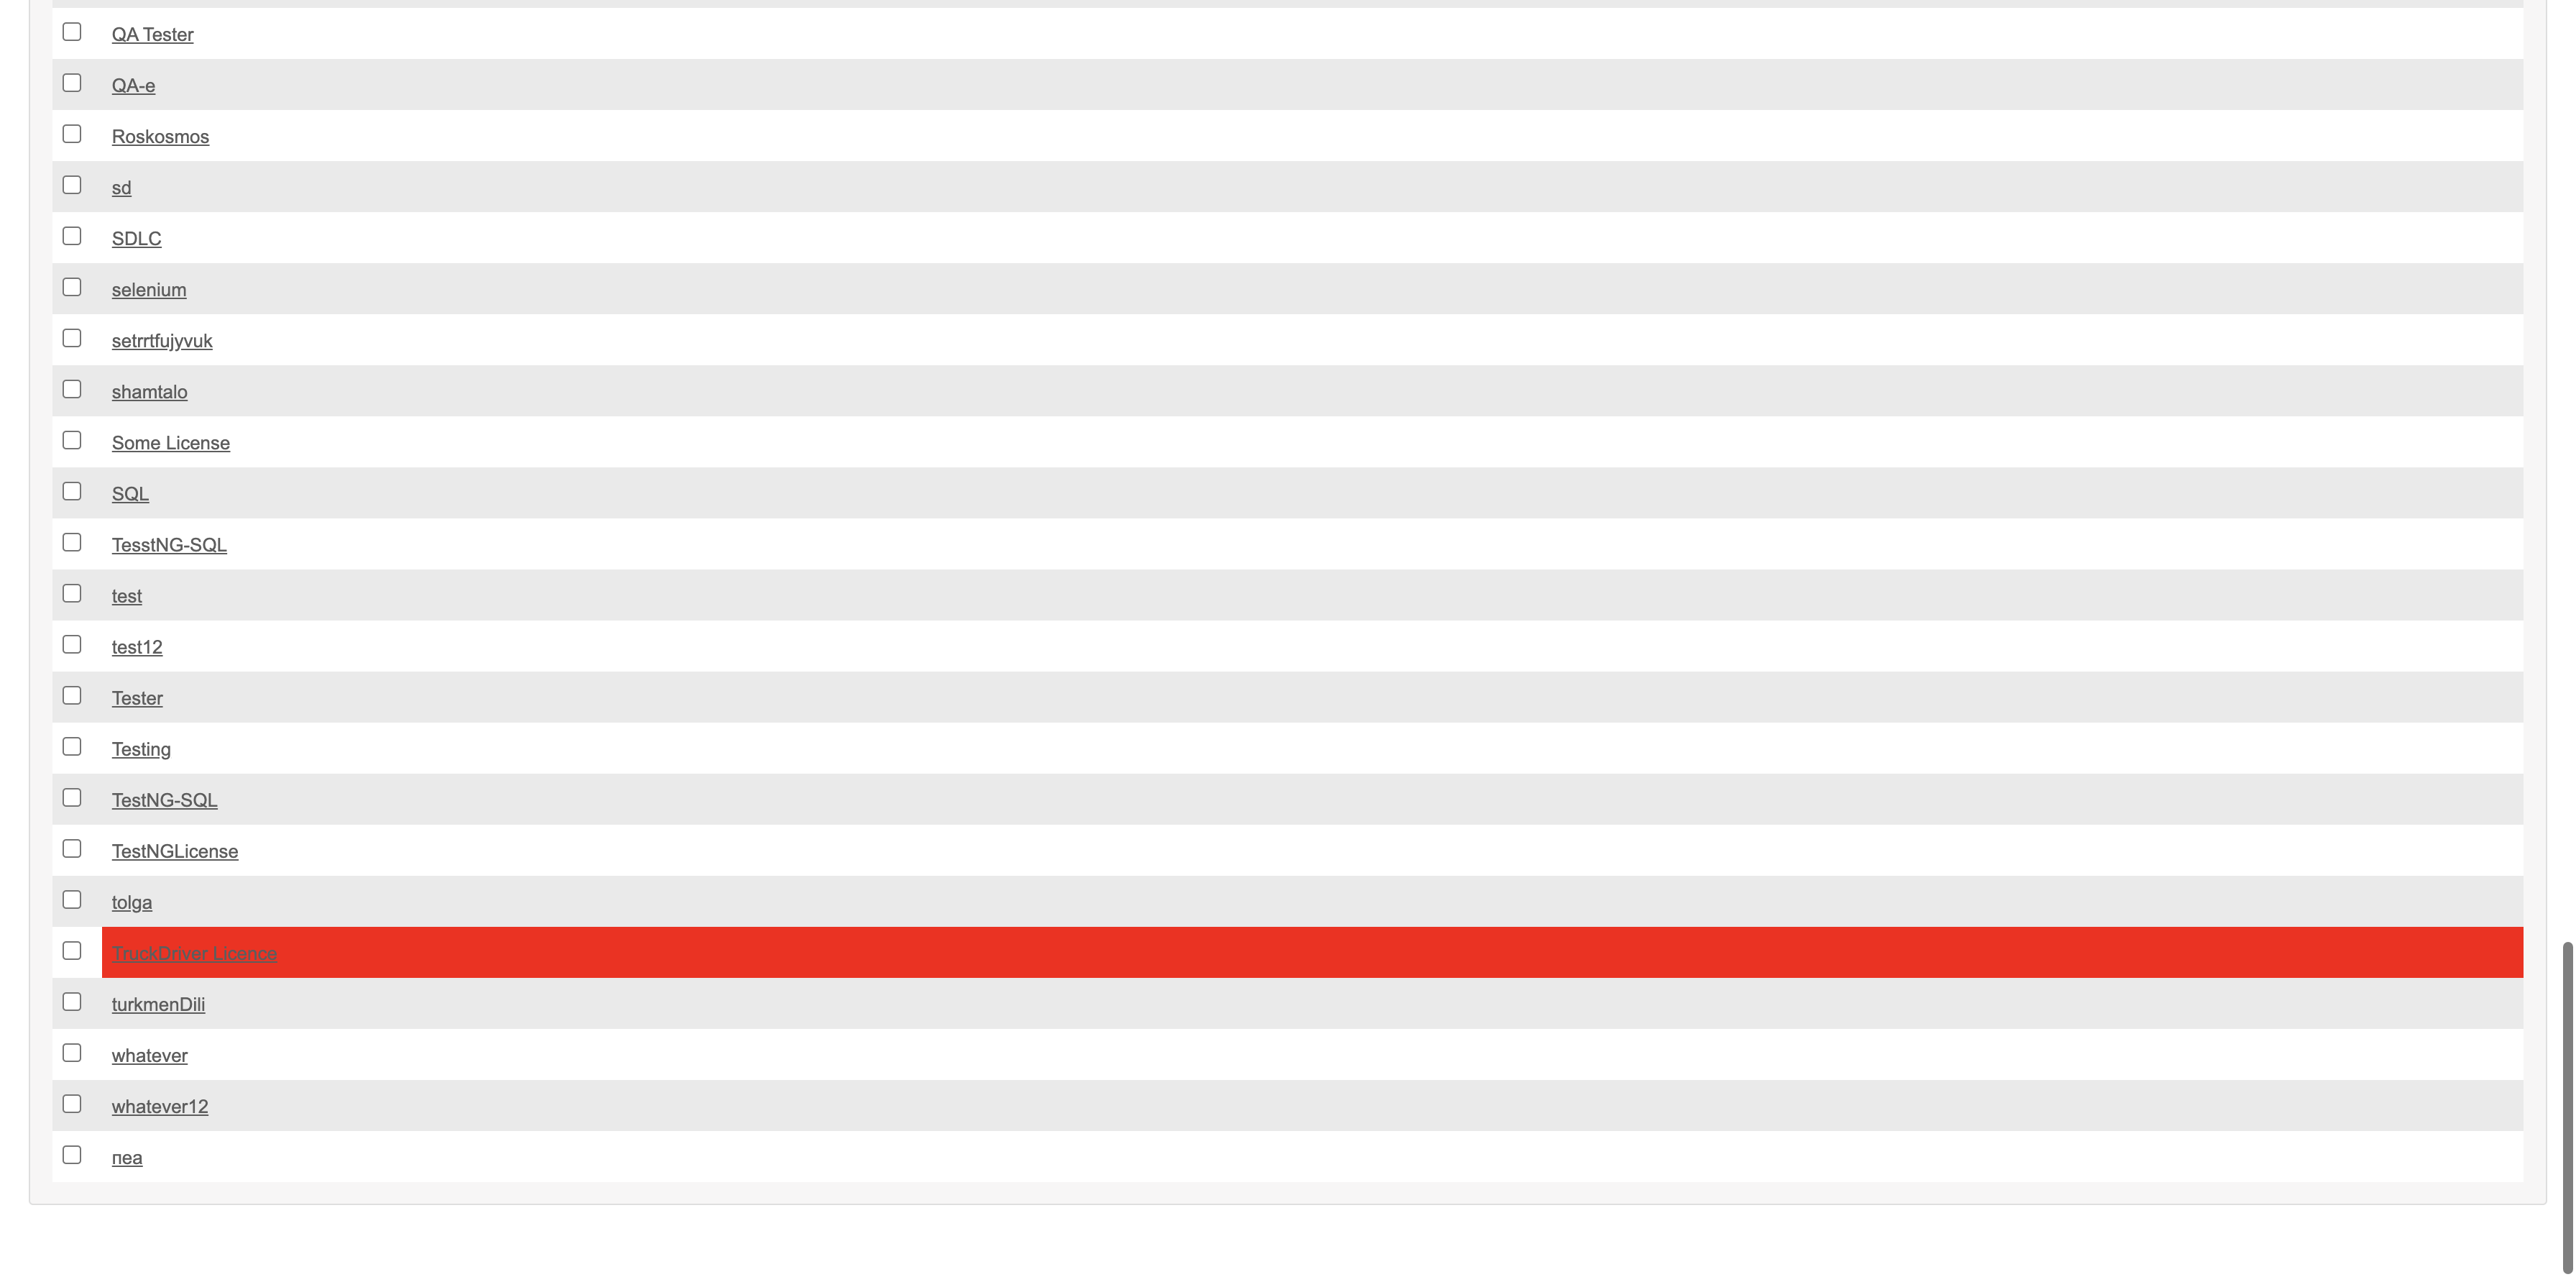 QA Tester
QA-e
Roskosmos
sd
SDLC
selenium
setrrtfujyvuk
shamtalo
Some License
SQL
TesstNG-SQL
test
test12
Tester
Testing
TestNG-SQL
TestNGLicense
tolga
TruckDriver Licence
turkmenDili
whatever
whatever12
пеа